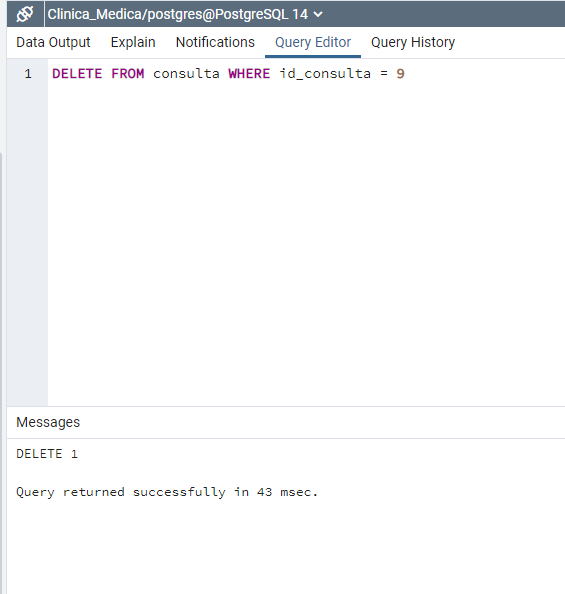 Clinica_Medica/postgres@PostgreSQL 14
Data Output Explain Notifications Query Editor Query History
1 DELETE FROM consulta WHERE id_consulta = 9
Messages
DELETE 1
Query returned successfully in 43 msec.